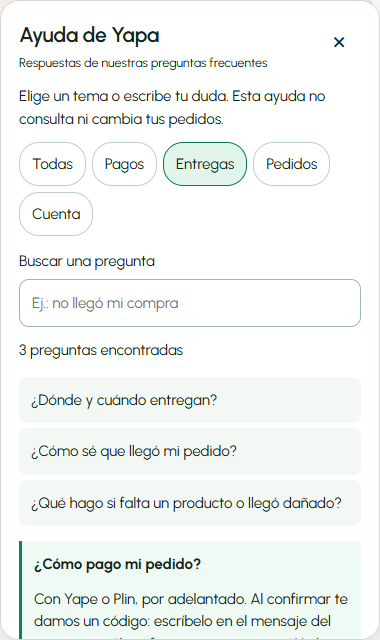 Ayuda de Yapa
Respuestas de nuestras preguntas frecuentes
Elige un tema o escribe tu duda. Esta ayuda no
consulta ni cambia tus pedidos.
Todas
Pagos
Entregas
Pedidos
Cuenta
Buscar una pregunta
Ej.: no llegó mi compra
3 preguntas encontradas
¿Dónde y cuándo entregan?
¿Cómo sé que llegó mi pedido?
¿Qué hago si falta un producto o llegó dañado?
¿Cómo pago mi pedido?
Con Yape o Plin, por adelantado. Al confirmar te
damos un código: escríbelo en el mensaje del